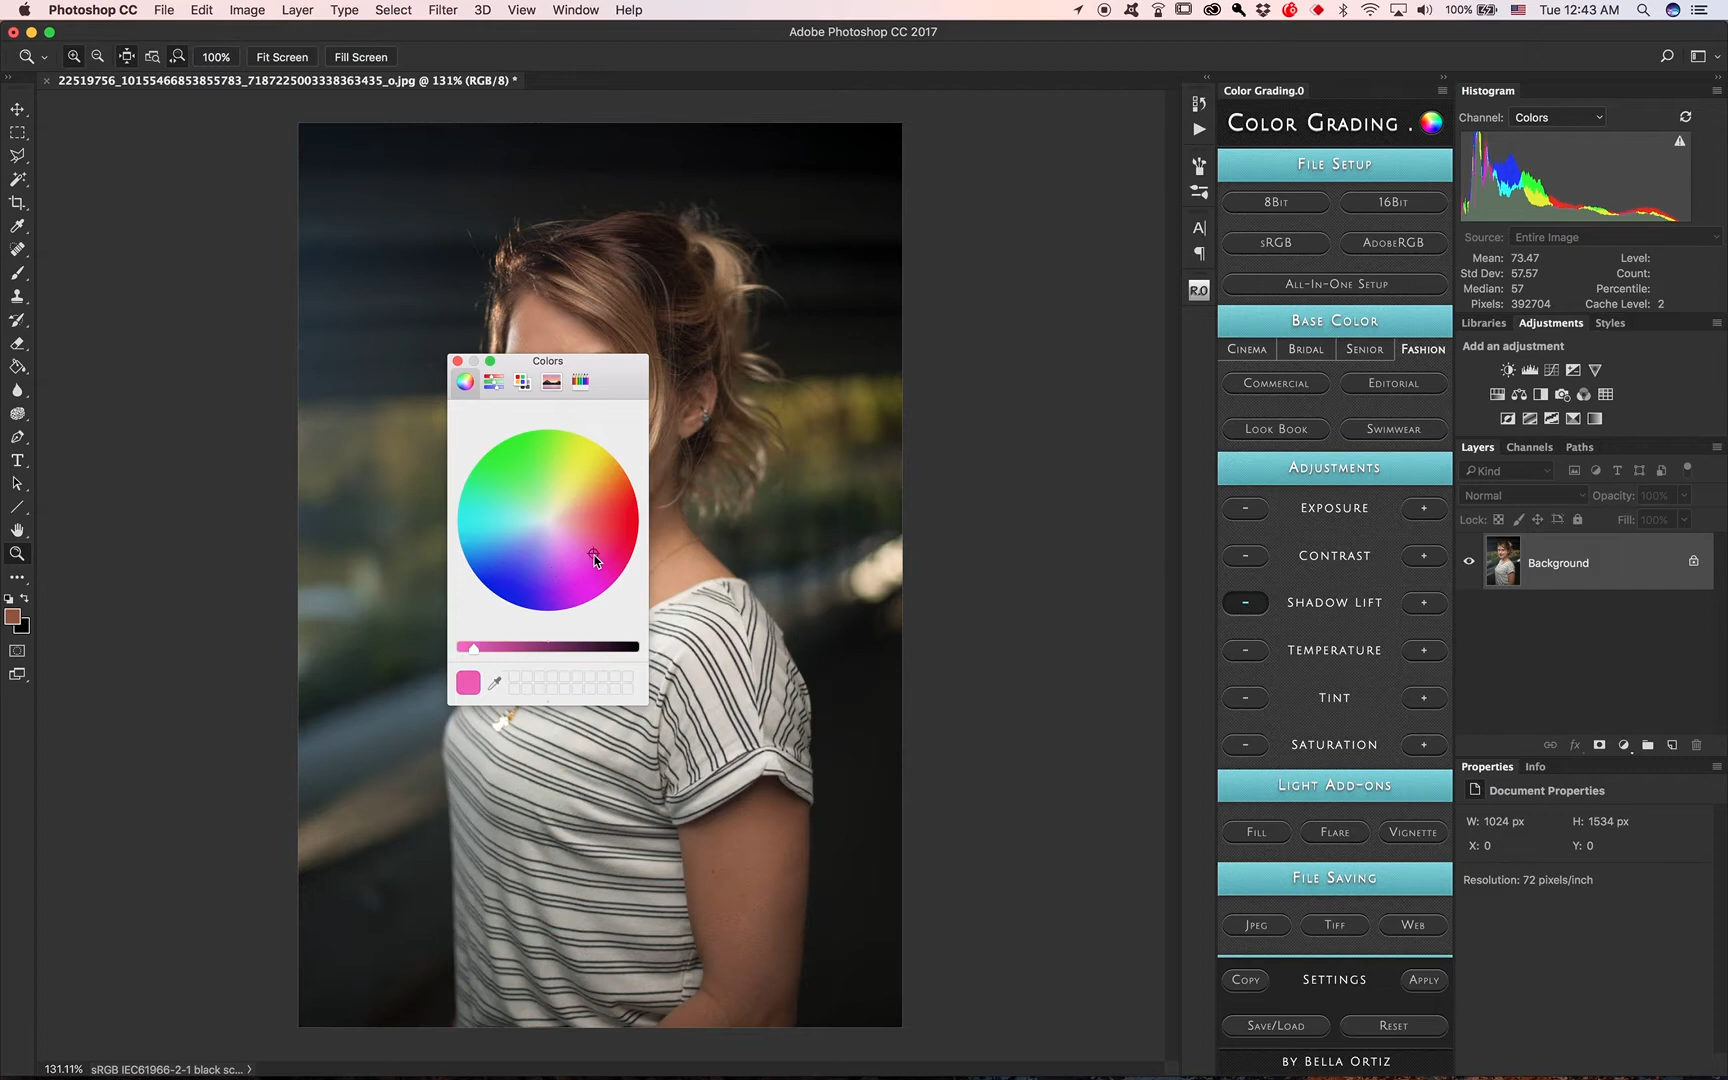 Photoshop CC File Edit Image Layer Type Select Filter 3D View Window Help 100% Tue 12:43 AM
Adobe Photoshop CC 2017
100% Fit Screen Fill Screen
22519756_10155466853855783_7187225003338363435_o.jpg @ 131% (RGB/8) *
Colors
131.11% sRGB IEC61966-2-1 black sc...
A|
R.O
Color Grading.0
Color Grading .
File Setup
8Bit 16Bit
sRGB AdobeRGB
All-In-One Setup
Base Color
Cinema Bridal Senior Fashion
Commercial Editorial
Look Book Swimwear
Adjustments
- Exposure +
- Contrast +
- Shadow Lift +
- Temperature +
- Tint +
- Saturation +
Light Add-ons
Fill Flare Vignette
File Saving
Jpeg Tiff Web
Copy Settings Apply
Save/Load Reset
by Bella Ortiz
Histogram
Channel: Colors
Source: Entire Image
Mean: 73.47 Level:
Std Dev: 57.57 Count:
Median: 57 Percentile:
Pixels: 392704 Cache Level: 2
Libraries Adjustments Styles
Add an adjustment
Layers Channels Paths
Kind
Normal Opacity: 100%
Lock: Fill: 100%
Background
fx
Properties Info
Document Properties
W: 1024 px H: 1534 px
X: 0 Y: 0
Resolution: 72 pixels/inch